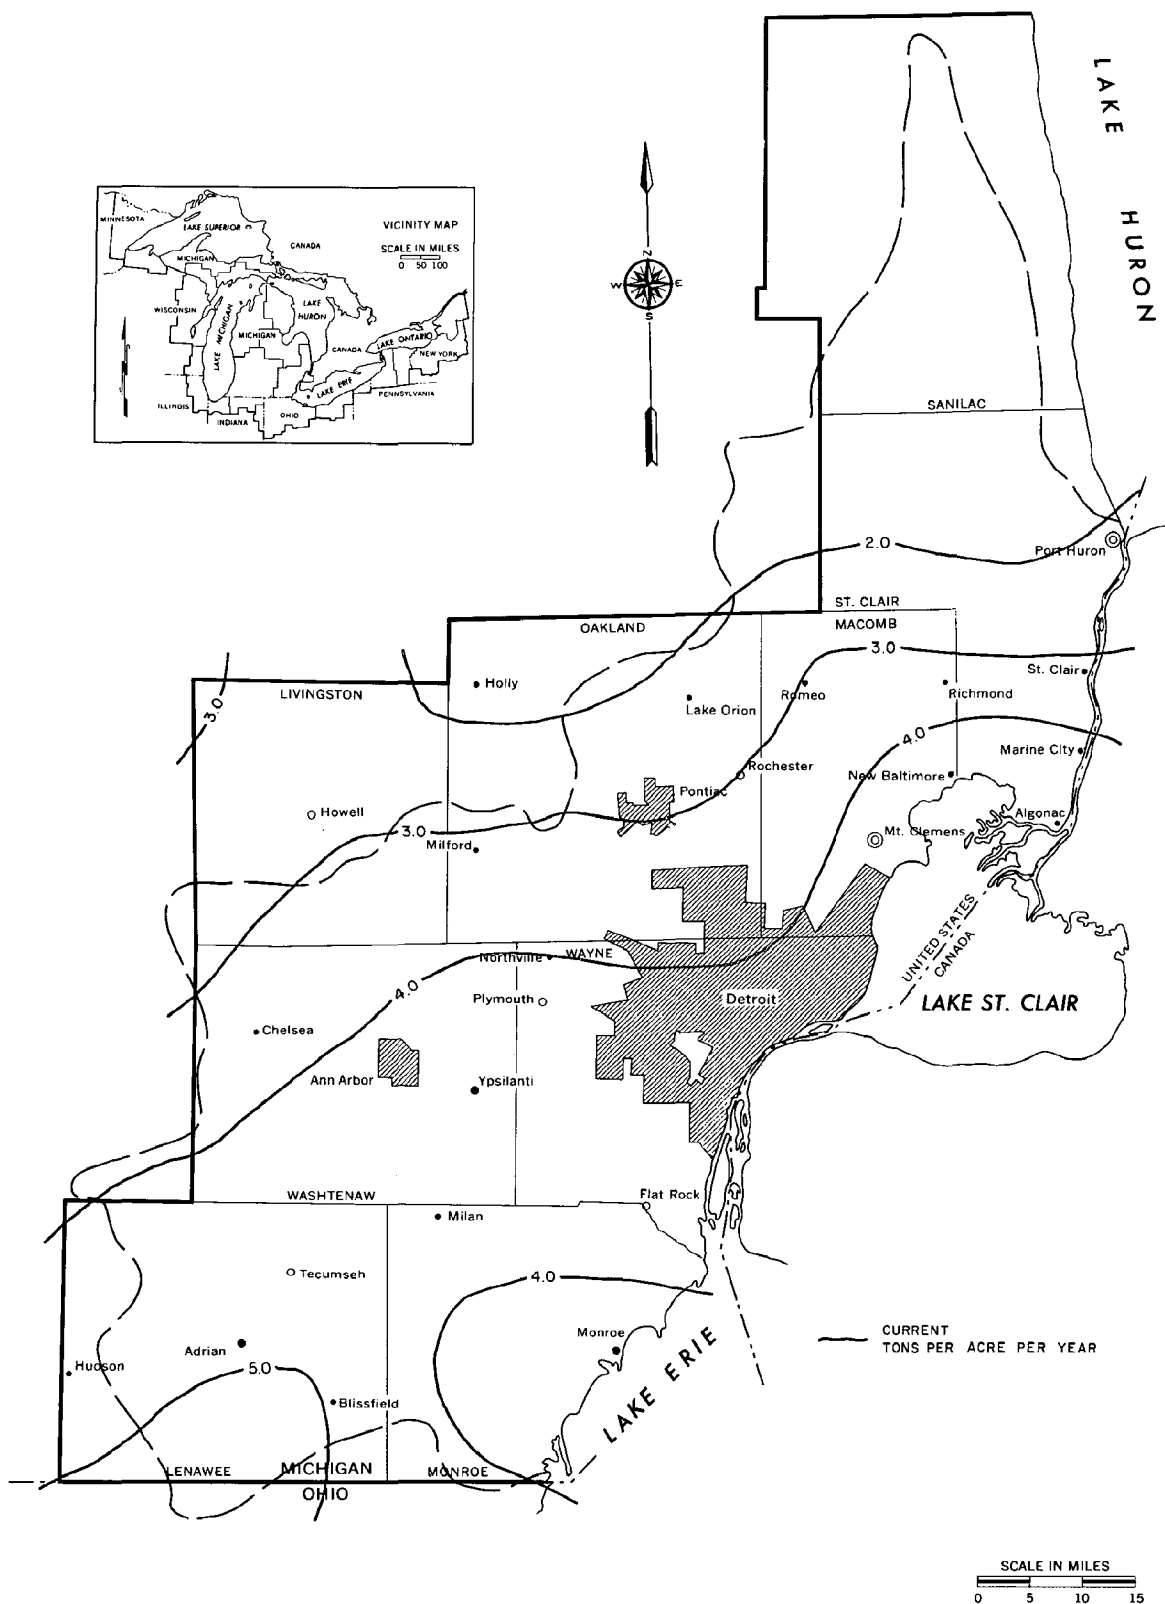 LAKE HURON
MINNESOTA
LAKE SUPERIOR
VICINITY MAP
CANADA
SCALE IN MILES
0 50 100
MICHIGAN
WISCONSIN
LAKE MICHIGAN
LAKE HURON
MICHIGAN
CANADA
LAKE ONTARIO
NEW YORK
LAKE ERIE
PENNSYLVANIA
ILLINOIS
INDIANA
OHIO
N
W E
S
SANILAC
2.0
Port Huron
ST. CLAIR
OAKLAND
MACOMB
3.0
St. Clair
Holly
LIVINGSTON
3.0
Lake Orion
Romeo
Richmond
4.0
Marine City
Rochester
New Baltimore
Pontiac
Howell
Algonac
3.0
Mt. Clemens
Milford
UNITED STATES
CANADA
Northville
WAYNE
4.0
Plymouth
Detroit
LAKE ST. CLAIR
Chelsea
Ann Arbor
Ypsilanti
WASHTENAW
Flat Rock
Milan
Tecumseh
4.0
Monroe
CURRENT
TONS PER ACRE PER YEAR
Adrian
Hudson
5.0
LAKE ERIE
Blissfield
LENAWEE
MICHIGAN
MONROE
OHIO
SCALE IN MILES
0 5 10 15